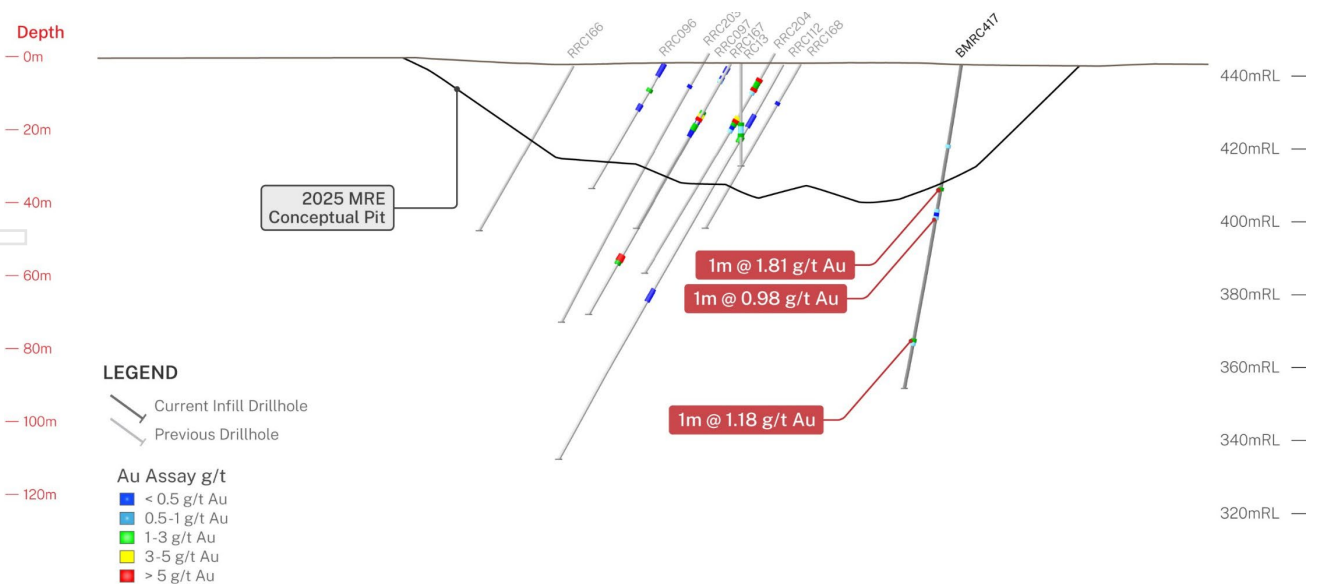 Depth
0m
20m
40m
60m
80m
100m
120m
RRC166
RRC096
RRC203
RRC097
RRC167
RC13
RRC204
RRC112
RRC168
BMRC417
440mRL
420mRL
400mRL
380mRL
360mRL
340mRL
320mRL
2025 MRE
Conceptual Pit
1m @ 1.81 g/t Au
1m @ 0.98 g/t Au
1m @ 1.18 g/t Au
LEGEND
Current Infill Drillhole
Previous Drillhole
Au Assay g/t
< 0.5 g/t Au
0.5-1 g/t Au
1-3 g/t Au
3-5 g/t Au
> 5 g/t Au